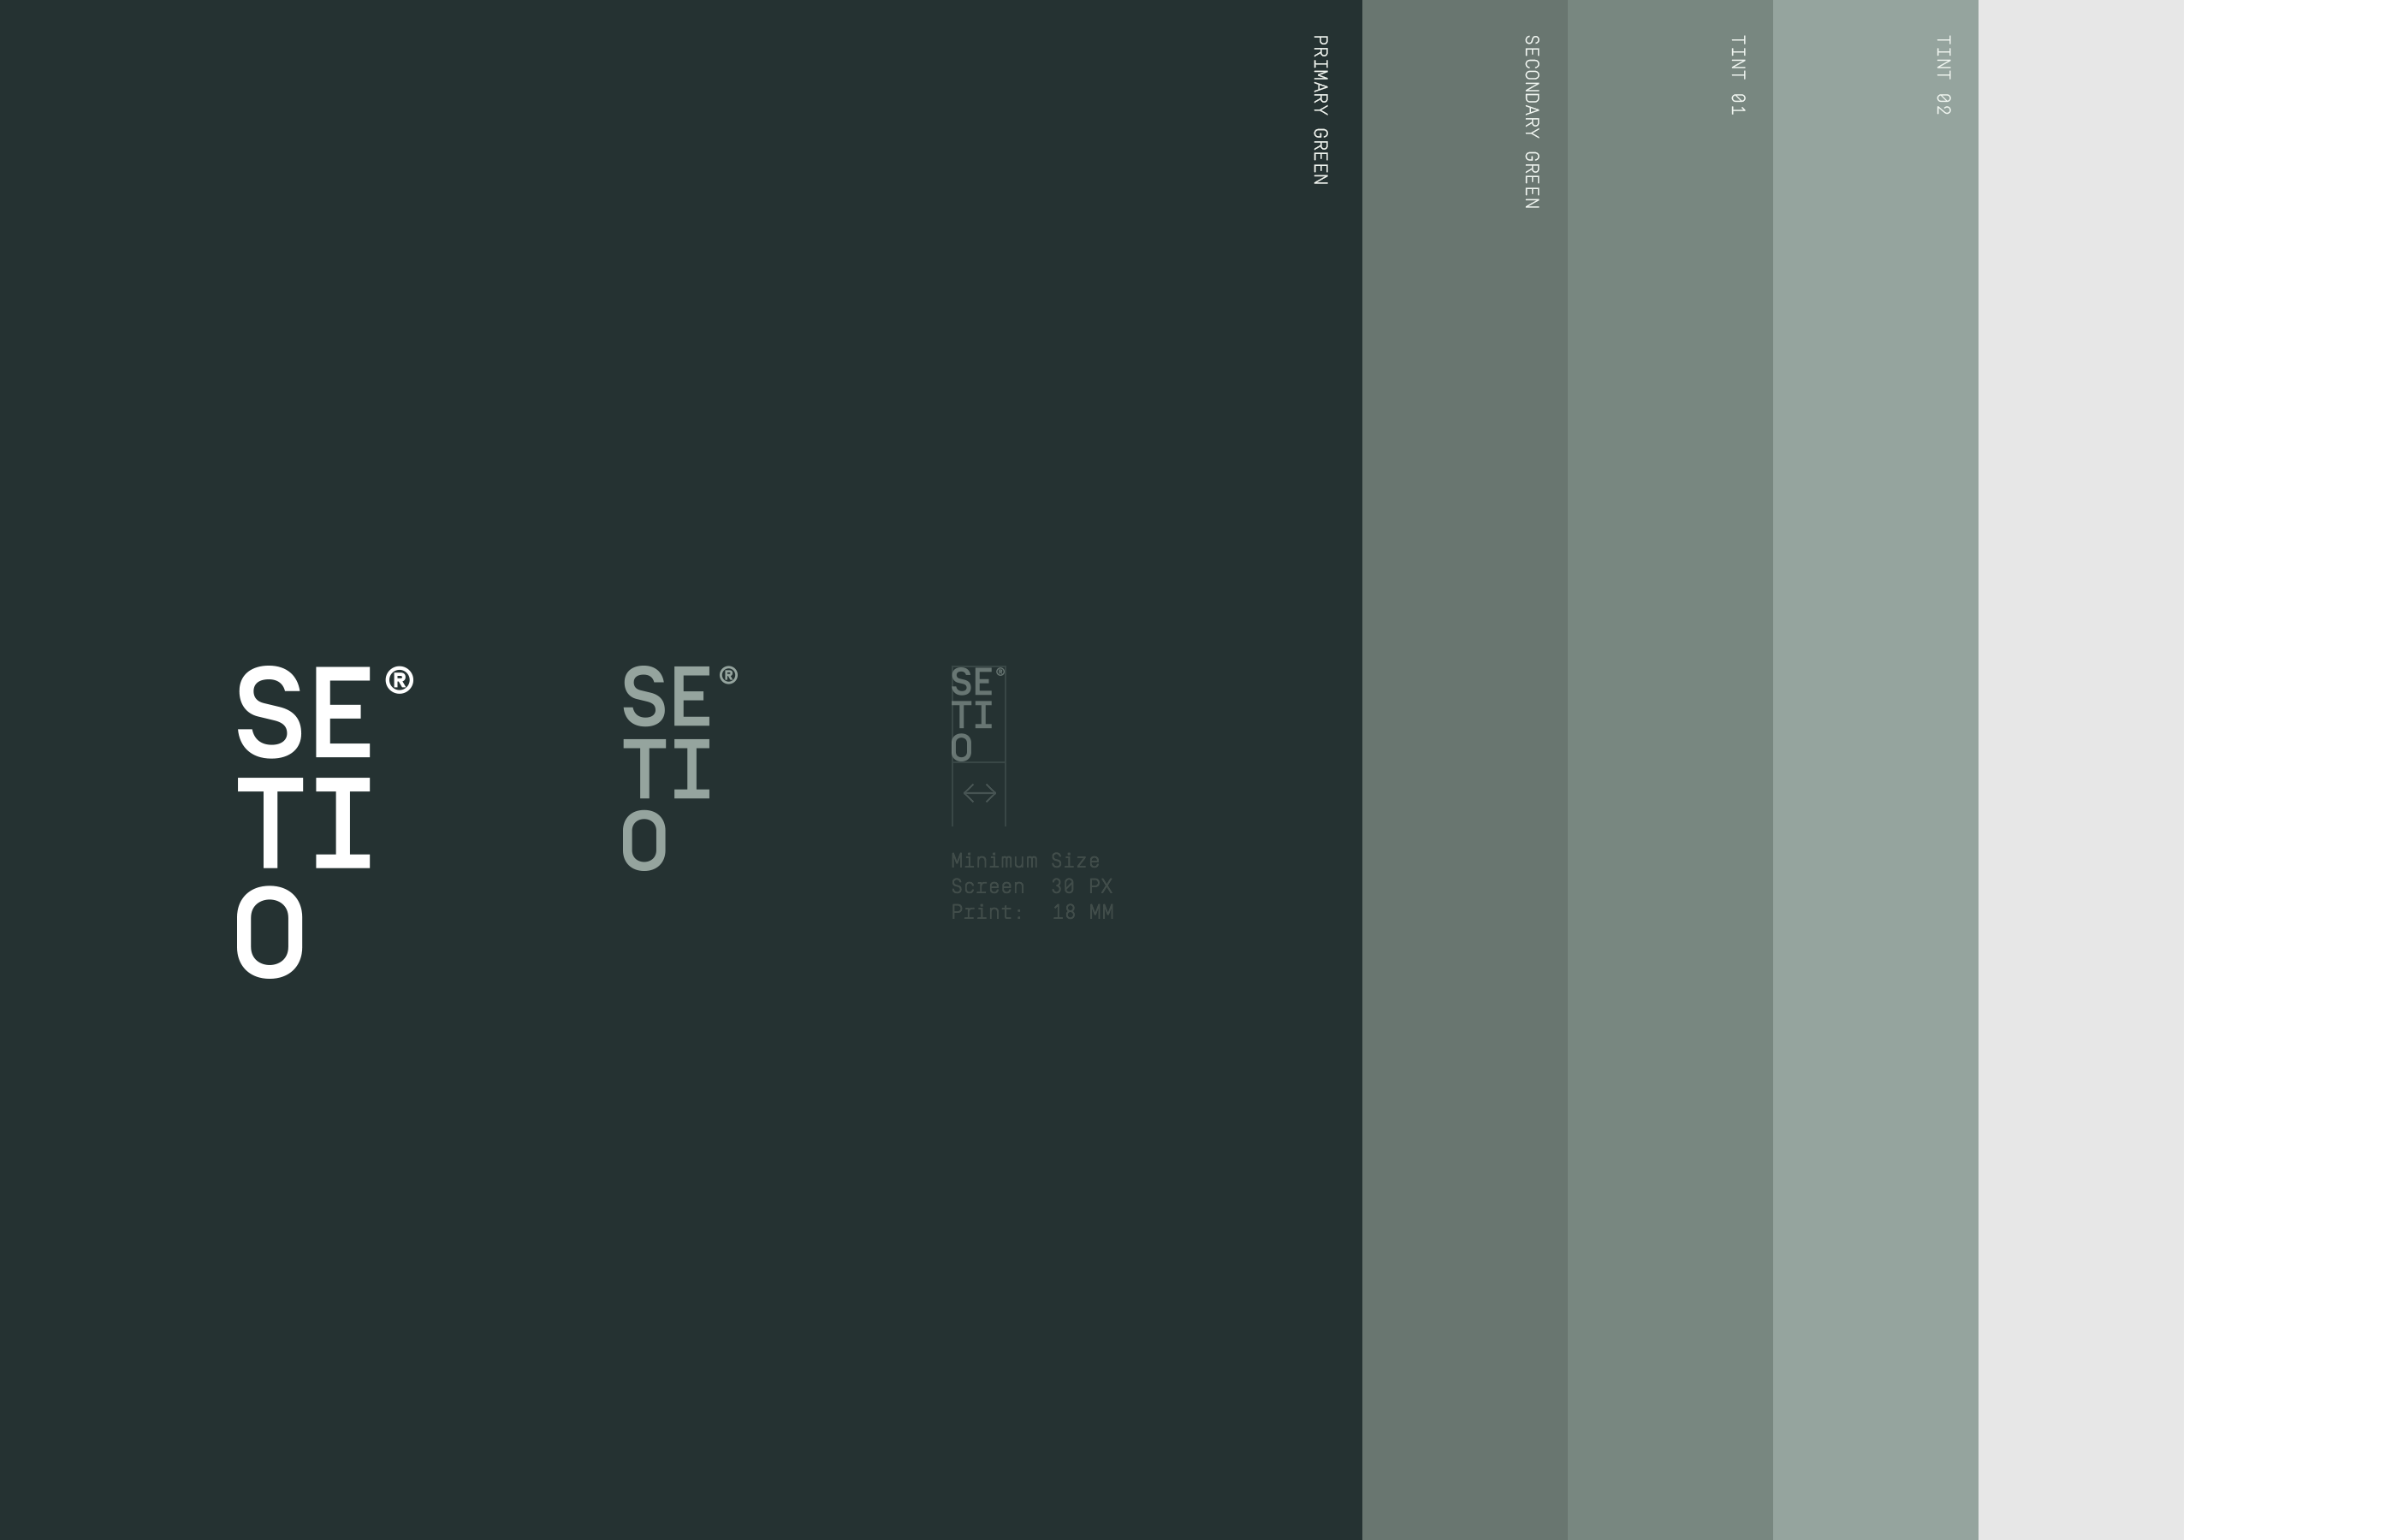 PRIMARY GREEN
SECONDARY GREEN
TINT 01
TINT 02
SE®
TI
O
SE®
TI
O
SE®
TI
O
Minimum Size
Screen 30 PX
Print: 18 MM